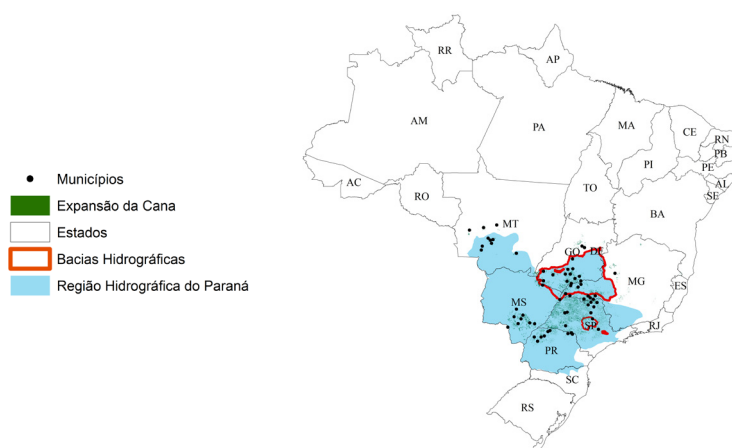 Municípios
Expansão da Cana
Estados
Bacias Hidrográficas
Região Hidrográfica do Paraná
RR
AP
AM
PA
MA
CE
RN
PB
PE
PI
AL
SE
AC
RO
TO
BA
MT
GO
DF
MG
ES
MS
SP
RJ
PR
SC
RS